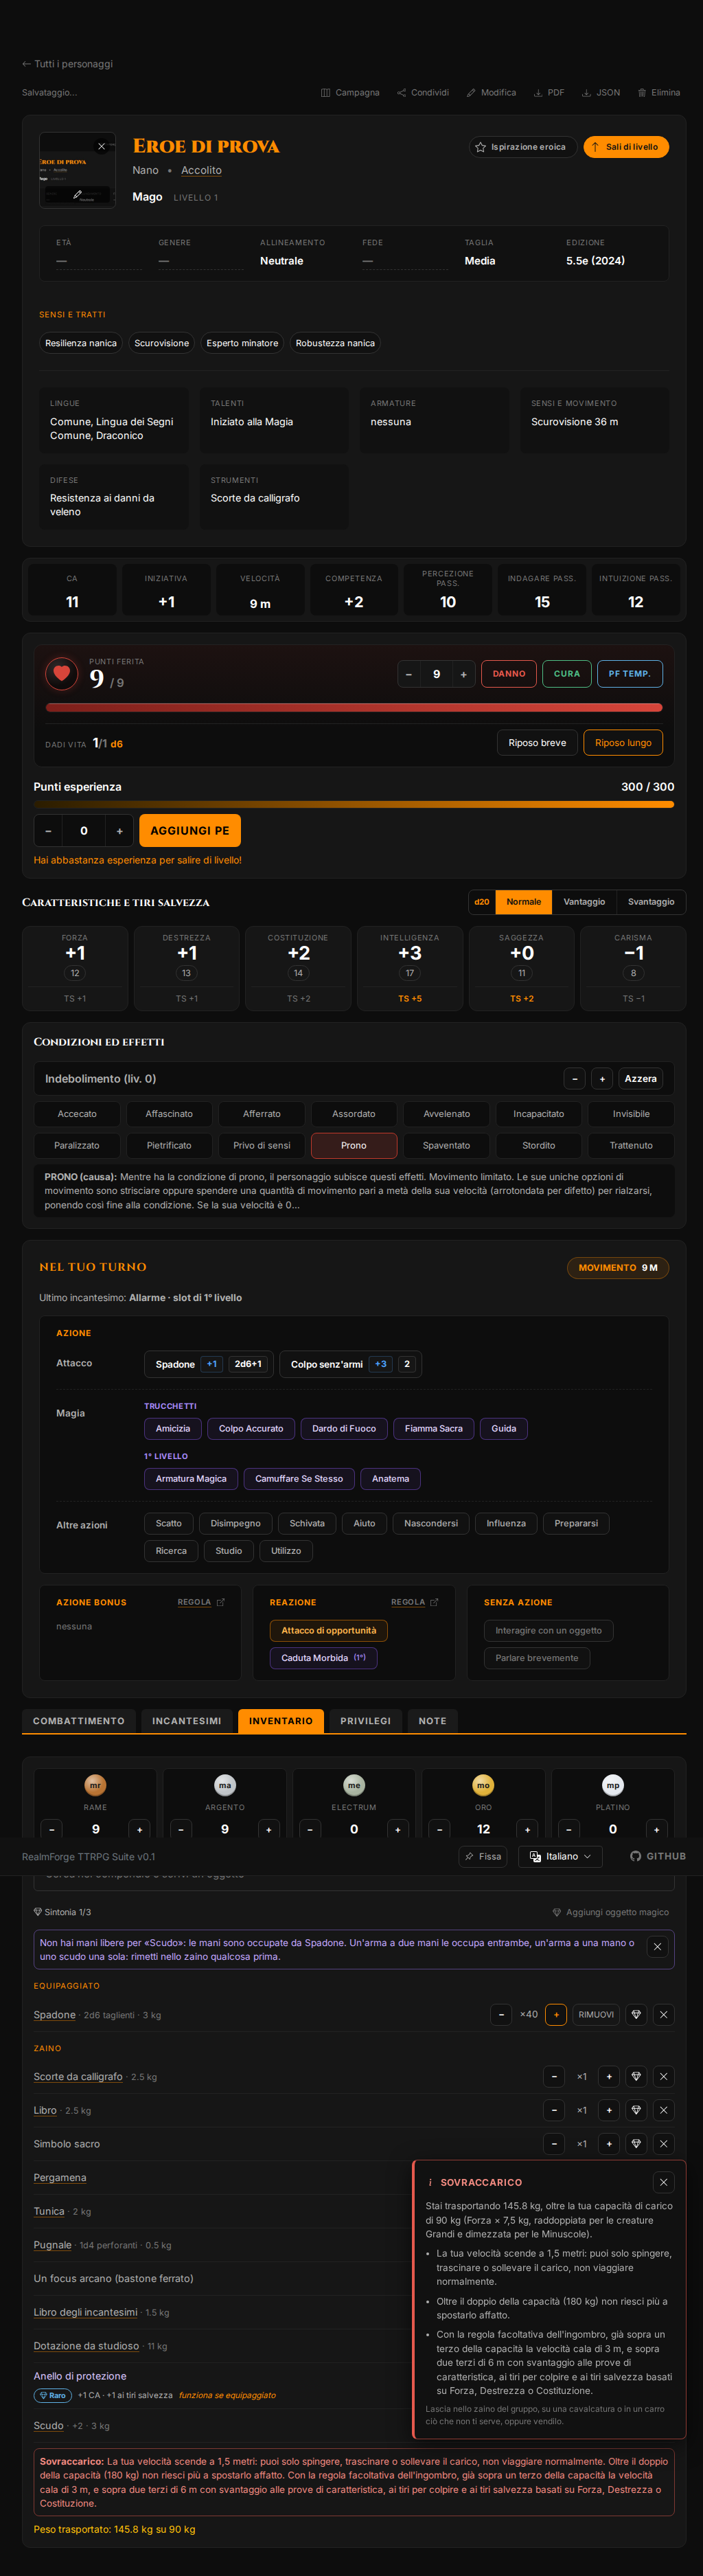 ← Tutti i personaggi
Salvataggio...
Campagna
Condividi
Modifica
PDF
JSON
Elimina
EROE DI PROVA
Nano • Accolito
Mago LIVELLO 1
Ispirazione eroica
Sali di livello
ETÀ
—
GENERE
—
ALLINEAMENTO
Neutrale
FEDE
—
TAGLIA
Media
EDIZIONE
5.5e (2024)
SENSI E TRATTI
Resilienza nanica
Scurovisione
Esperto minatore
Robustezza nanica
LINGUE
Comune, Lingua dei Segni
Comune, Draconico
TALENTI
Iniziato alla Magia
ARMATURE
nessuna
SENSI E MOVIMENTO
Scurovisione 36 m
DIFESE
Resistenza ai danni da
veleno
STRUMENTI
Scorte da calligrafo
CA
11
INIZIATIVA
+1
VELOCITÀ
9 m
COMPETENZA
+2
PERCEZIONE
PASS.
10
INDAGARE PASS.
15
INTUIZIONE PASS.
12
PUNTI FERITA
9 / 9
− 9 +
DANNO
CURA
PF TEMP.
DADI VITA 1/1 d6
Riposo breve
Riposo lungo
Punti esperienza
300 / 300
− 0 +
AGGIUNGI PE
Hai abbastanza esperienza per salire di livello!
CARATTERISTICHE E TIRI SALVEZZA
d20
Normale
Vantaggio
Svantaggio
FORZA
+1
12
TS +1
DESTREZZA
+1
13
TS +1
COSTITUZIONE
+2
14
TS +2
INTELLIGENZA
+3
17
TS +5
SAGGEZZA
+0
11
TS +2
CARISMA
−1
8
TS −1
CONDIZIONI ED EFFETTI
Indebolimento (liv. 0)
− + Azzera
Accecato
Affascinato
Afferrato
Assordato
Avvelenato
Incapacitato
Invisibile
Paralizzato
Pietrificato
Privo di sensi
Prono
Spaventato
Stordito
Trattenuto
PRONO (causa): Mentre ha la condizione di prono, il personaggio subisce questi effetti. Movimento limitato. Le sue uniche opzioni di
movimento sono strisciare oppure spendere una quantità di movimento pari a metà della sua velocità (arrotondata per difetto) per rialzarsi,
ponendo così fine alla condizione. Se la sua velocità è 0...
NEL TUO TURNO
MOVIMENTO 9 M
Ultimo incantesimo: Allarme · slot di 1° livello
AZIONE
Attacco
Spadone +1 2d6+1
Colpo senz'armi +3 2
Magia
TRUCCHETTI
Amicizia
Colpo Accurato
Dardo di Fuoco
Fiamma Sacra
Guida
1° LIVELLO
Armatura Magica
Camuffare Se Stesso
Anatema
Altre azioni
Scatto
Disimpegno
Schivata
Aiuto
Nascondersi
Influenza
Prepararsi
Ricerca
Studio
Utilizzo
AZIONE BONUS
REGOLA
nessuna
REAZIONE
REGOLA
Attacco di opportunità
Caduta Morbida (1°)
SENZA AZIONE
Interagire con un oggetto
Parlare brevemente
COMBATTIMENTO
INCANTESIMI
INVENTARIO
PRIVILEGI
NOTE
mr
RAME
− 9 +
ma
ARGENTO
− 9 +
me
ELECTRUM
− 0 +
mo
ORO
− 12 +
mp
PLATINO
− 0 +
RealmForge TTRPG Suite v0.1
Fissa
Italiano
GITHUB
Sintonia 1/3
Aggiungi oggetto magico
Non hai mani libere per «Scudo»: le mani sono occupate da Spadone. Un'arma a due mani le occupa entrambe, un'arma a una mano o
uno scudo una sola: rimetti nello zaino qualcosa prima.
EQUIPAGGIATO
Spadone · 2d6 taglienti · 3 kg
− ×40 + RIMUOVI
ZAINO
Scorte da calligrafo · 2.5 kg
− ×1 +
Libro · 2.5 kg
− ×1 +
Simbolo sacro
− ×1 +
Pergamena
Tunica · 2 kg
Pugnale · 1d4 perforanti · 0.5 kg
Un focus arcano (bastone ferrato)
Libro degli incantesimi · 1.5 kg
Dotazione da studioso · 11 kg
Anello di protezione
Raro +1 CA · +1 ai tiri salvezza funziona se equipaggiato
Scudo · +2 · 3 kg
i SOVRACCARICO
Stai trasportando 145.8 kg, oltre la tua capacità di carico
di 90 kg (Forza × 7,5 kg, raddoppiata per le creature
Grandi e dimezzata per le Minuscole).
• La tua velocità scende a 1,5 metri: puoi solo spingere,
trascinare o sollevare il carico, non viaggiare
normalmente.
• Oltre il doppio della capacità (180 kg) non riesci più a
spostarlo affatto.
• Con la regola facoltativa dell'ingombro, già sopra un
terzo della capacità la velocità cala di 3 m, e sopra
due terzi di 6 m con svantaggio alle prove di
caratteristica, ai tiri per colpire e ai tiri salvezza basati
su Forza, Destrezza o Costituzione.
Lascia nello zaino del gruppo, su una cavalcatura o in un carro
ciò che non ti serve, oppure vendilo.
Sovraccarico: La tua velocità scende a 1,5 metri: puoi solo spingere, trascinare o sollevare il carico, non viaggiare normalmente. Oltre il doppio
della capacità (180 kg) non riesci più a spostarlo affatto. Con la regola facoltativa dell'ingombro, già sopra un terzo della capacità la velocità
cala di 3 m, e sopra due terzi di 6 m con svantaggio alle prove di caratteristica, ai tiri per colpire e ai tiri salvezza basati su Forza, Destrezza o
Costituzione.
Peso trasportato: 145.8 kg su 90 kg